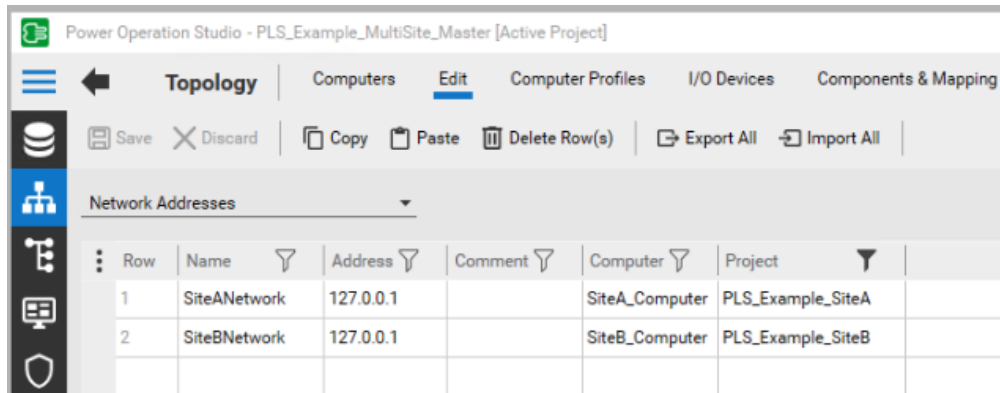 Power Operation Studio - PLS_Example_MultiSite_Master [Active Project]
Topology Computers Edit Computer Profiles I/O Devices Components & Mapping
Save Discard Copy Paste Delete Row(s) Export All Import All
Network Addresses
Row Name Address Comment Computer Project
1 SiteANetwork 127.0.0.1 SiteA_Computer PLS_Example_SiteA
2 SiteBNetwork 127.0.0.1 SiteB_Computer PLS_Example_SiteB